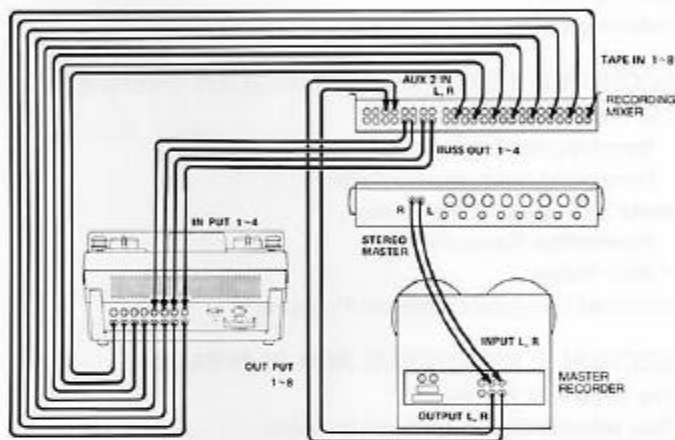 TAPE IN 1~8
AUX 2 IN
L, R
RECORDING
MIXER
BUSS OUT 1~4
IN PUT 1~4
R
L
STEREO
MASTER
INPUT L, R
OUT PUT
1~8
MASTER
RECORDER
OUTPUT L, R